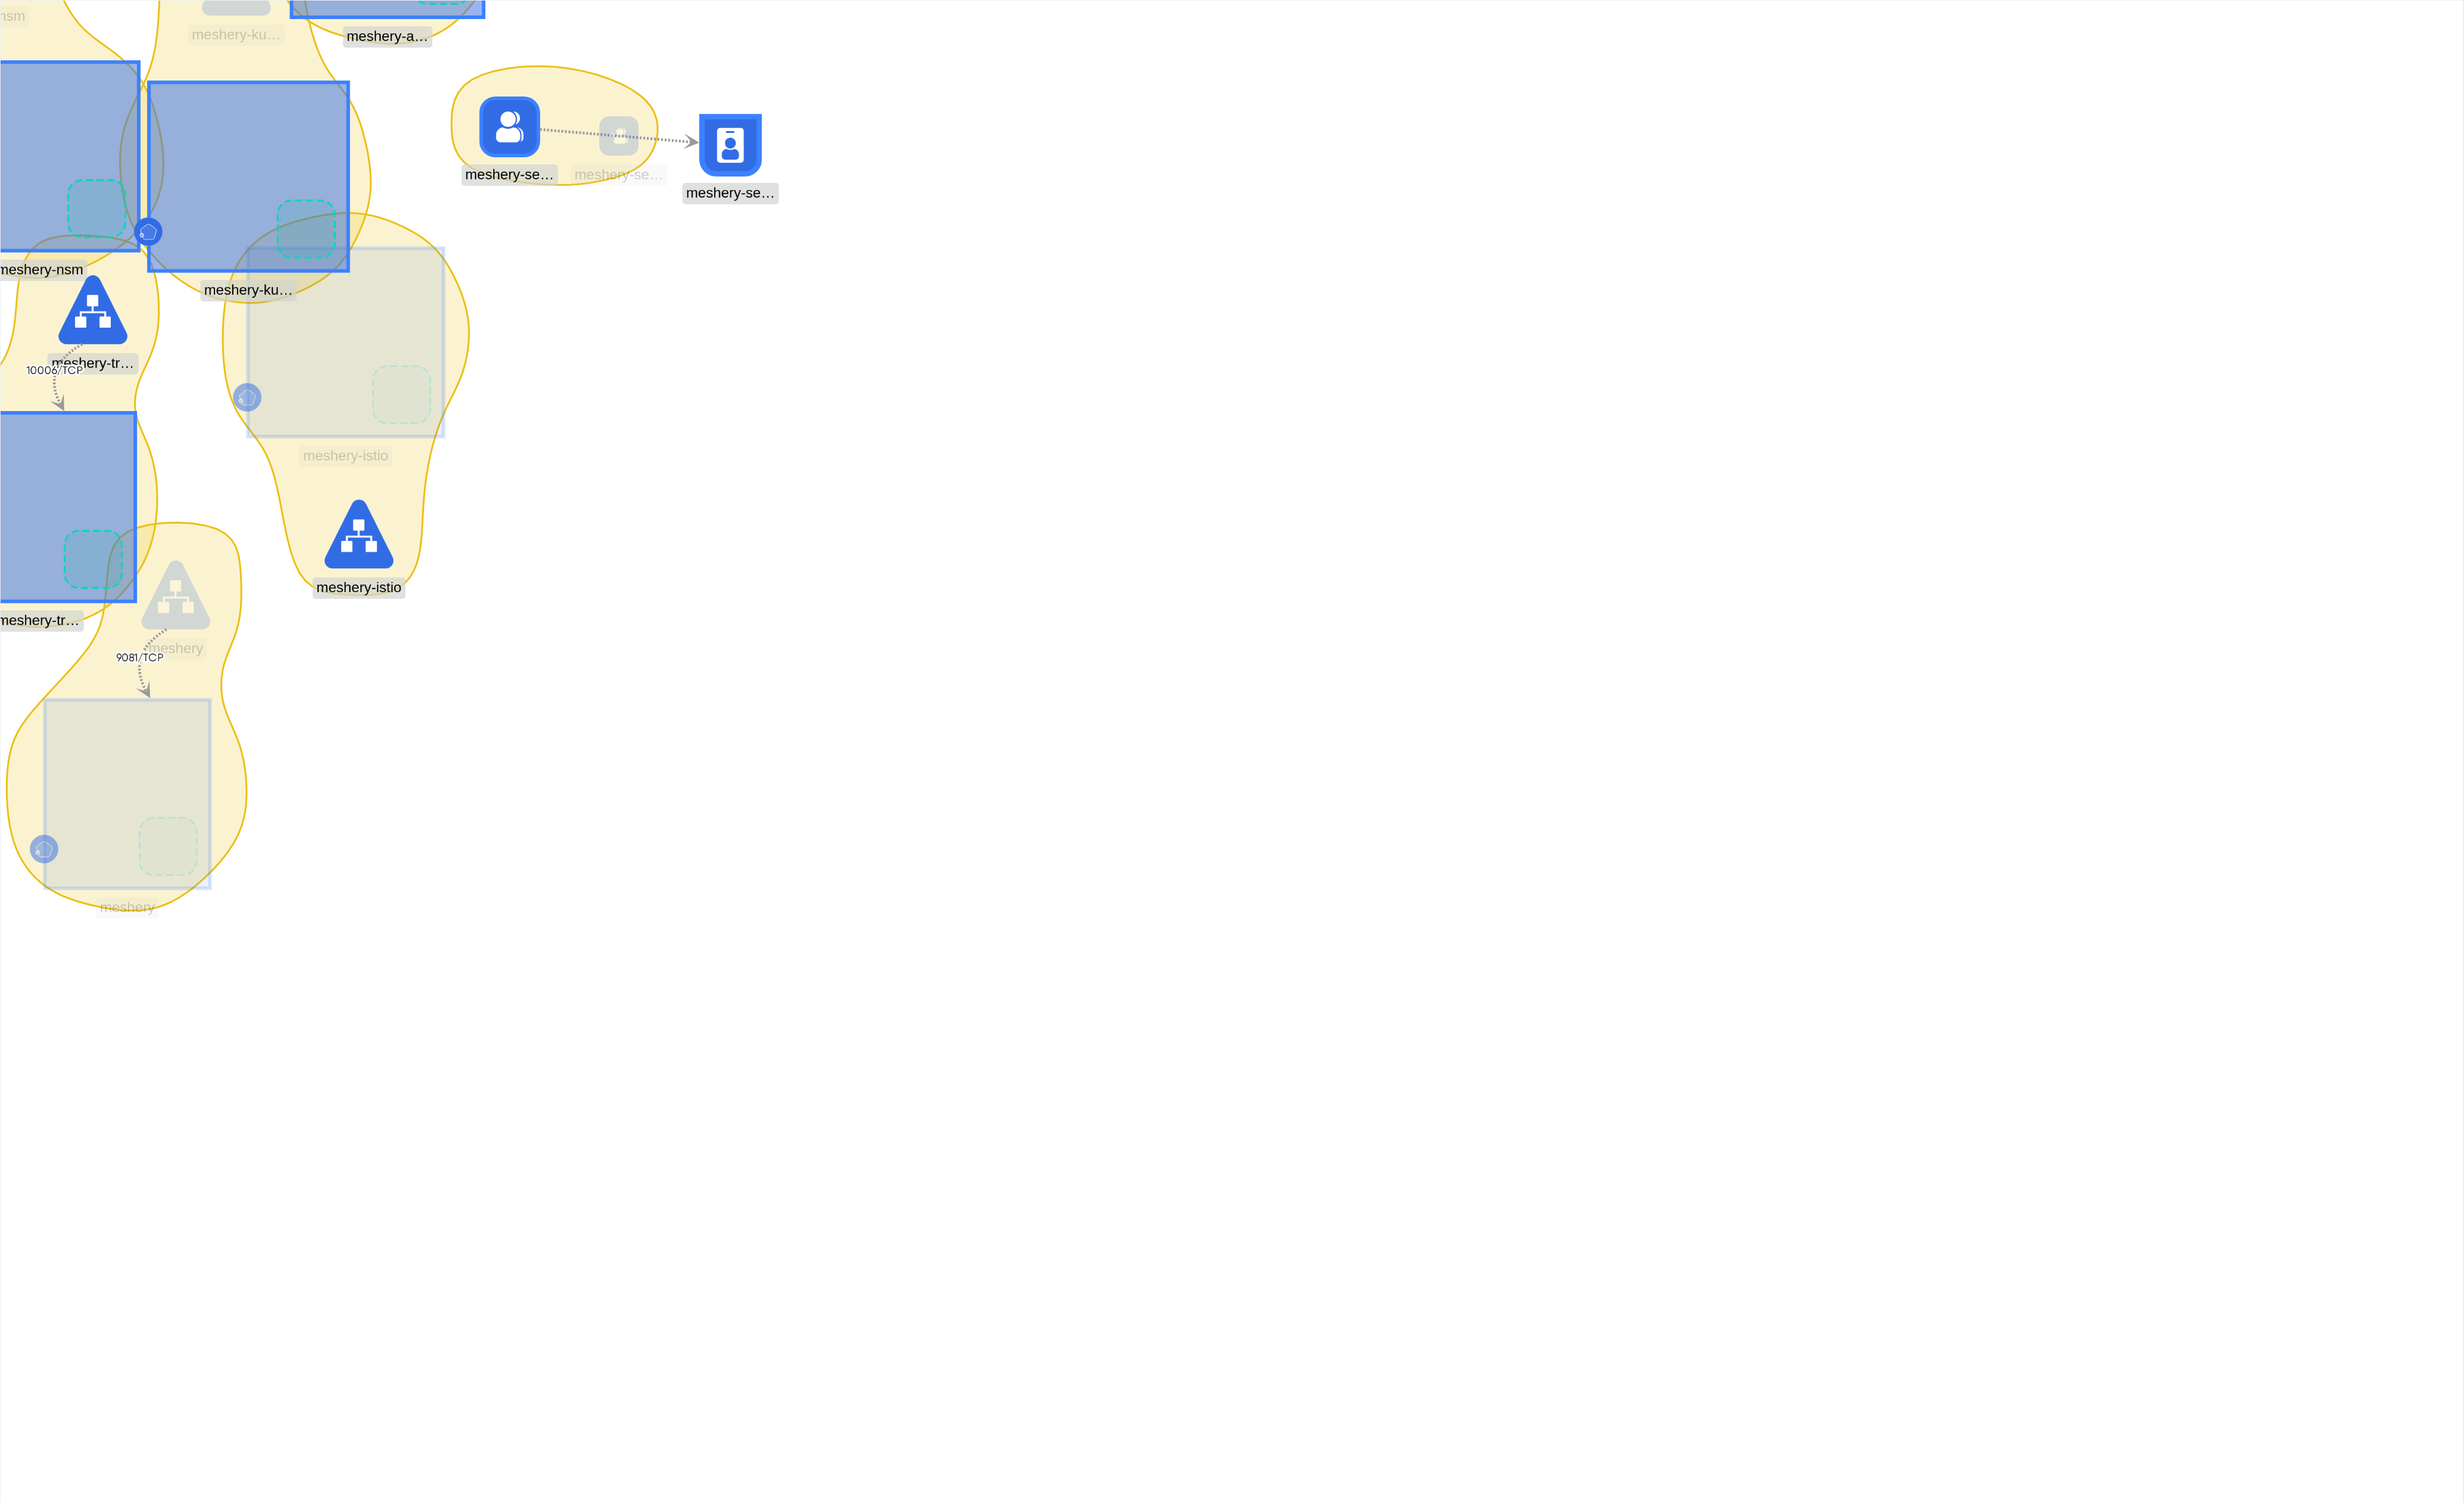 nsm
meshery-ku…
meshery-a…
meshery-se…
meshery-se…
meshery-se…
meshery-nsm
meshery-ku…
meshery-tr…
10006/TCP
meshery-istio
meshery-istio
meshery-tr…
meshery
9081/TCP
meshery